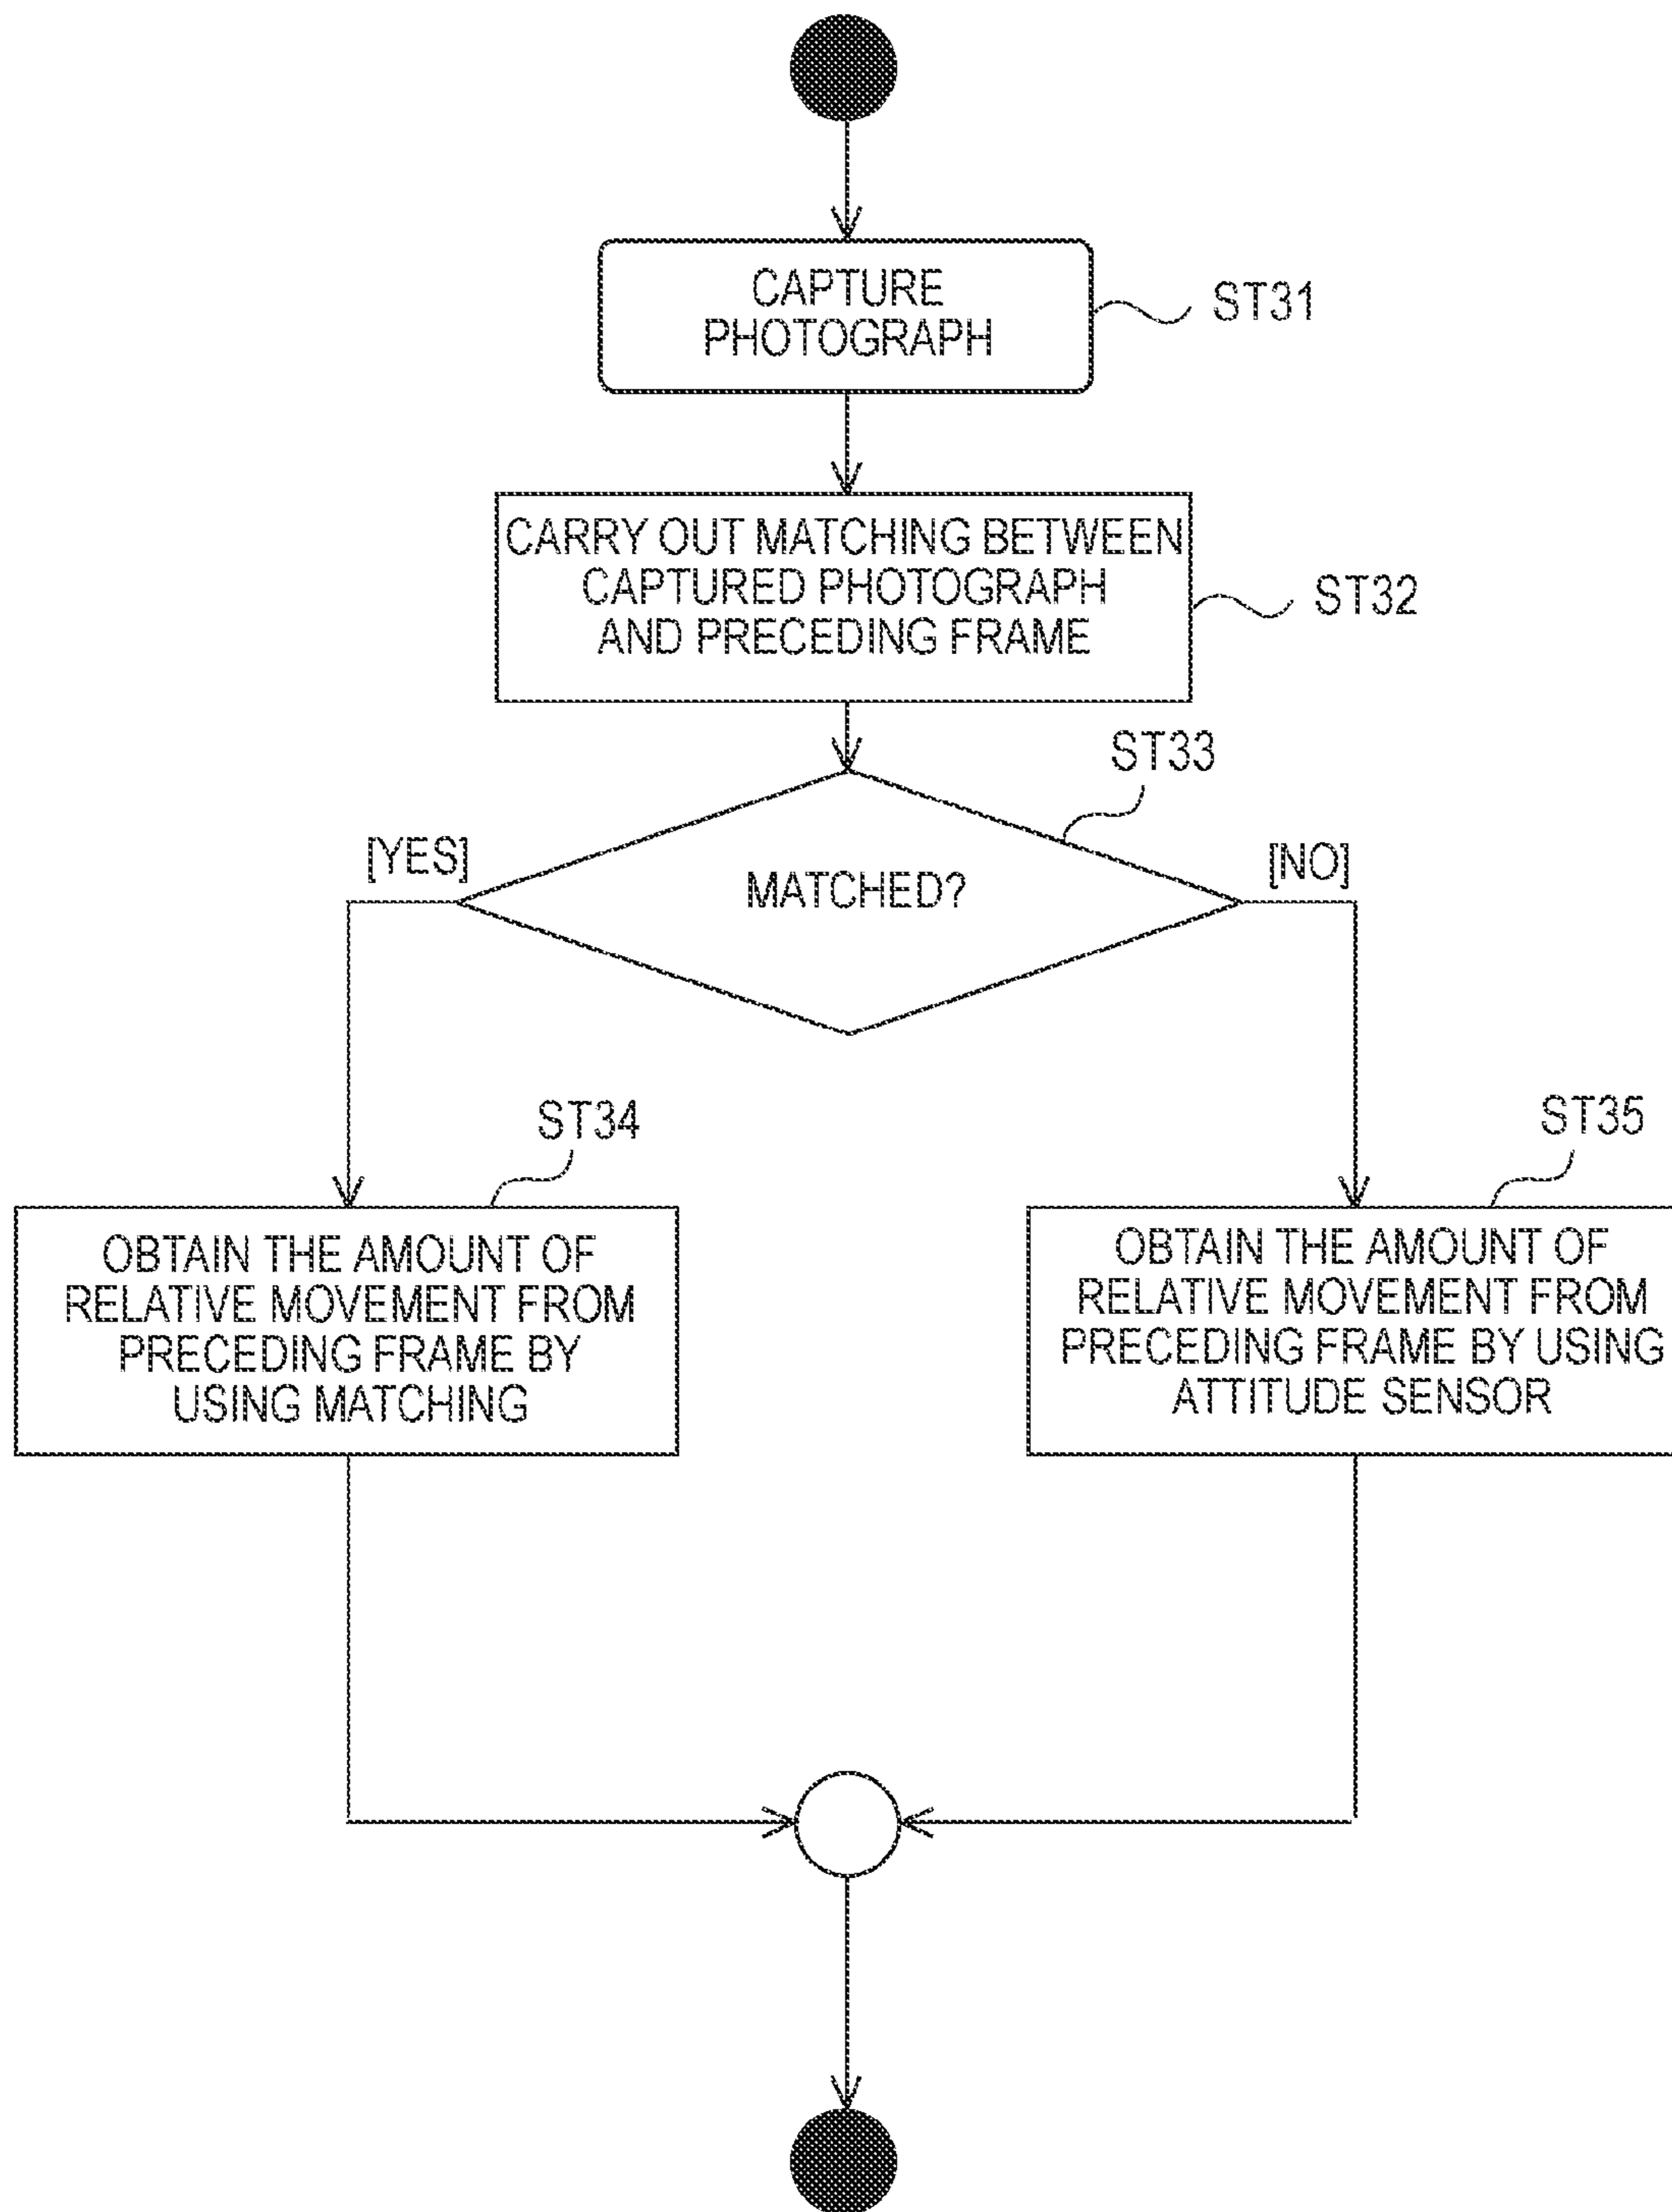 CAPTURE
PHOTOGRAPH
ST31
CARRY OUT MATCHING BETWEEN
CAPTURED PHOTOGRAPH
AND PRECEDING FRAME
ST32
ST33
[YES]
MATCHED?
[NO]
ST34
OBTAIN THE AMOUNT OF
RELATIVE MOVEMENT FROM
PRECEDING FRAME BY
USING MATCHING
ST35
OBTAIN THE AMOUNT OF
RELATIVE MOVEMENT FROM
PRECEDING FRAME BY USING
ATTITUDE SENSOR